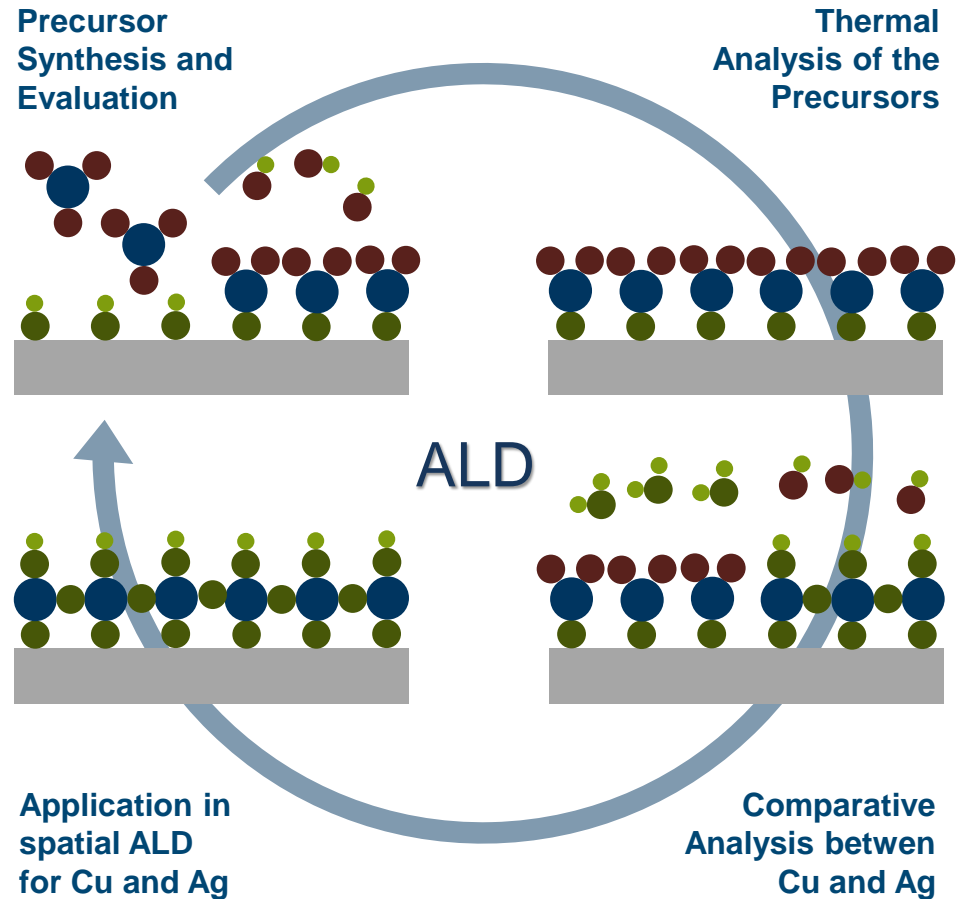 Precursor
Synthesis and
Evaluation
Thermal
Analysis of the
Precursors
ALD
Application in
spatial ALD
for Cu and Ag
Comparative
Analysis betwen
Cu and Ag